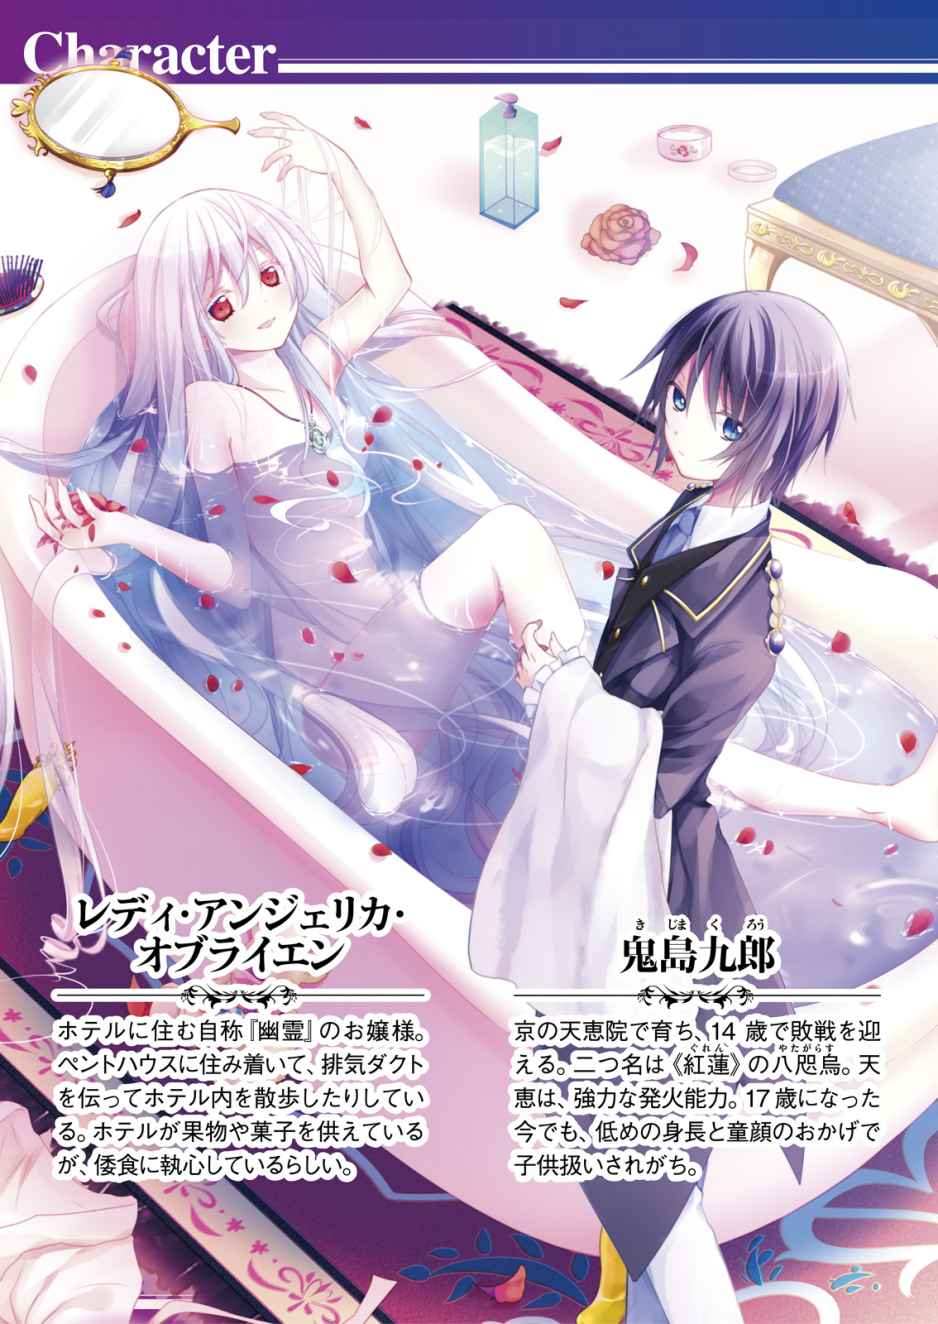 Character
レディ・アンジェリカ・
オブライエン
ホテルに住む自称『幽霊』のお嬢様。
ペントハウスに住み着いて、排気ダクト
を伝ってホテル内を散歩したりしてい
る。ホテルが果物や菓子を供えている
が、倭食に執心しているらしい。
きじまくろう
鬼島九郎
京の天恵院で育ち、14歳で敗戦を迎
ぐれん やたがらす
える。二つ名は《紅蓮》の八咫烏。天
恵は、強力な発火能力。17歳になった
今でも、低めの身長と童顔のおかげで
子供扱いされがち。